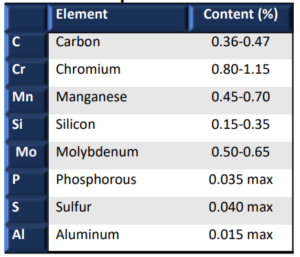 Element Content (%)
C Carbon 0.36-0.47
Cr Chromium 0.80-1.15
Mn Manganese 0.45-0.70
Si Silicon 0.15-0.35
Mo Molybdenum 0.50-0.65
P Phosphorous 0.035 max
S Sulfur 0.040 max
Al Aluminum 0.015 max